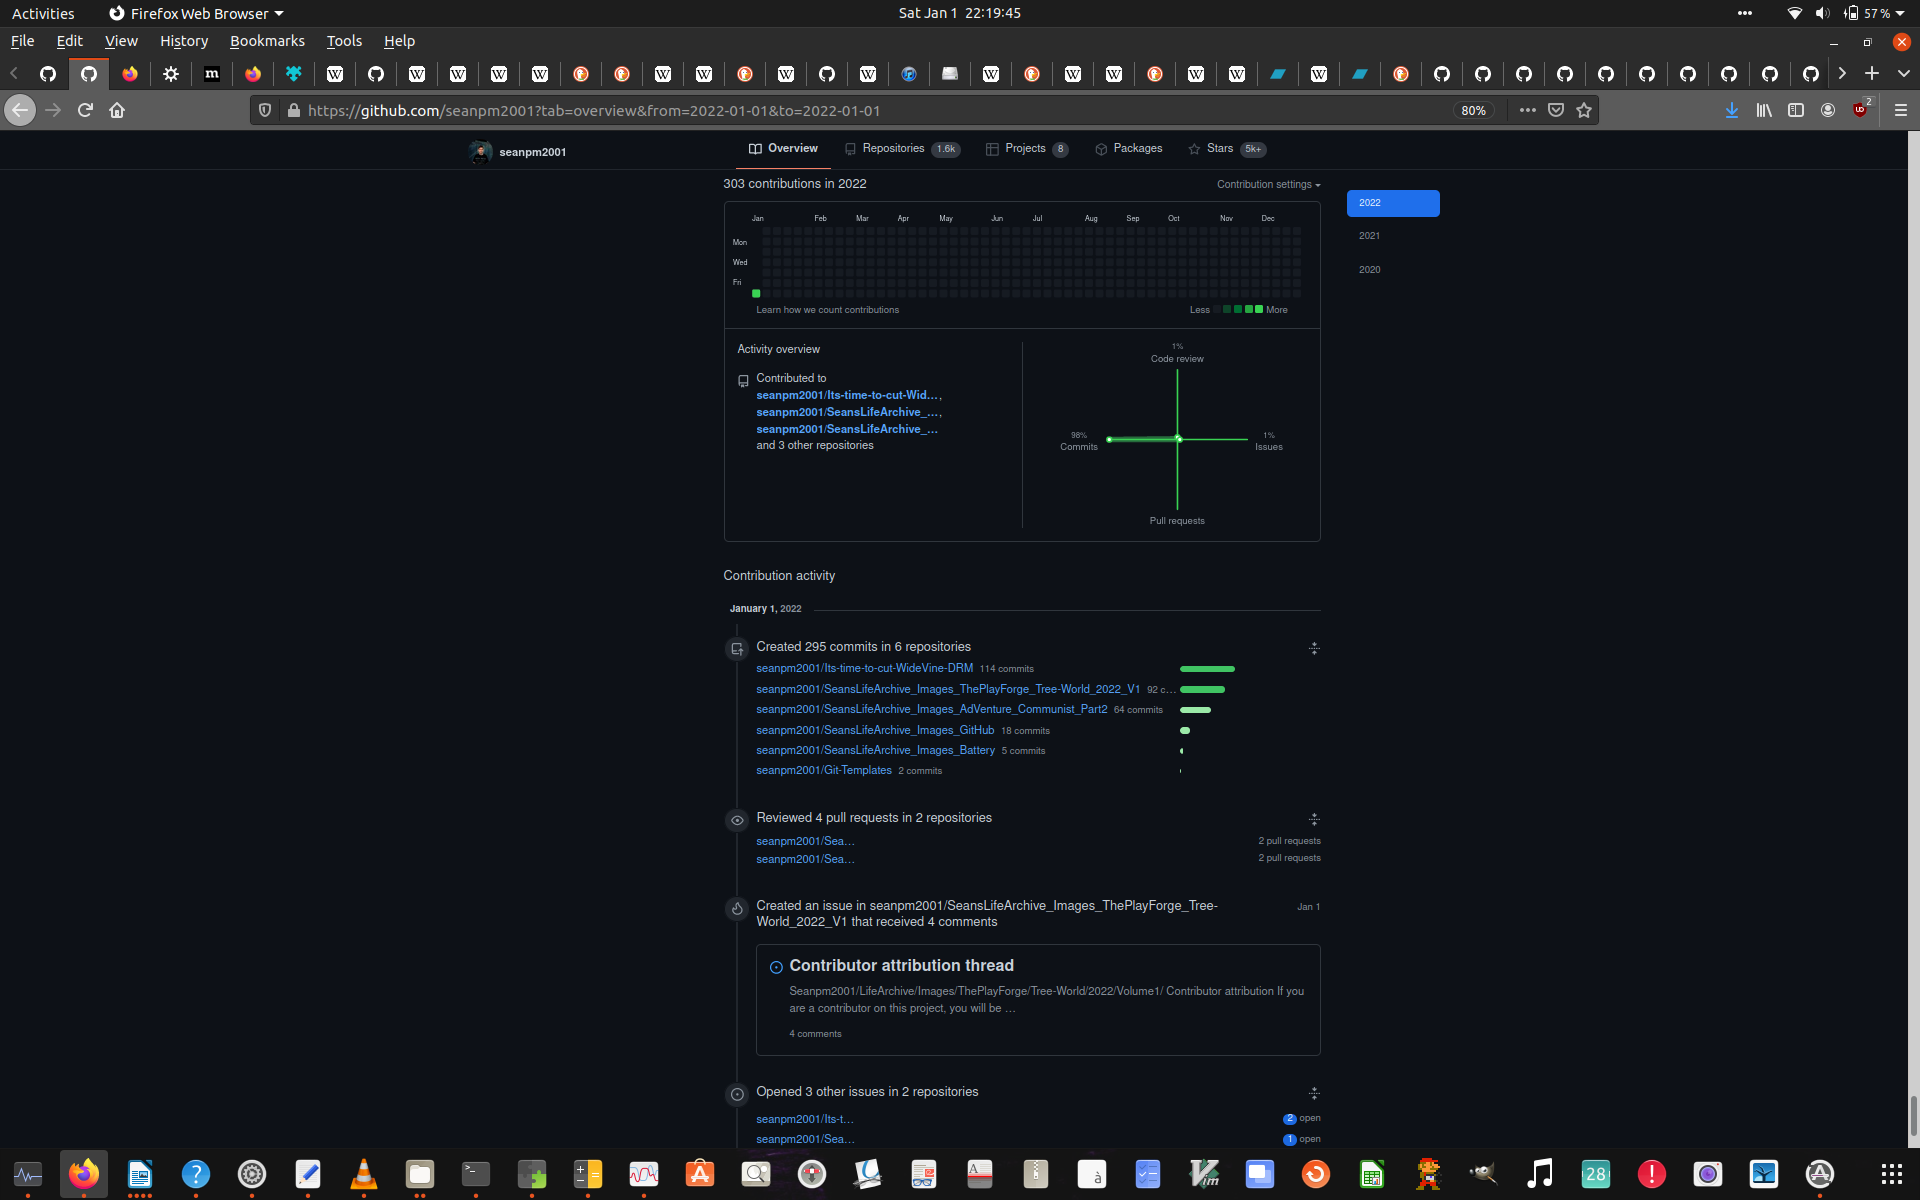 Activities
Firefox Web Browser
Sat Jan 1 22:19:45
57 %
File Edit View History Bookmarks Tools Help
https://github.com/seanpm2001?tab=overview&from=2022-01-01&to=2022-01-01
80%
2
seanpm2001
Overview
Repositories 1.6k
Projects 8
Packages
Stars 5k+
303 contributions in 2022
Contribution settings
2022
2021
2020
Jan Feb Mar Apr May Jun Jul Aug Sep Oct Nov Dec
Mon
Wed
Fri
Learn how we count contributions
Less More
Activity overview
Contributed to
seanpm2001/Its-time-to-cut-Wid…,
seanpm2001/SeansLifeArchive_…,
seanpm2001/SeansLifeArchive_…
and 3 other repositories
1%
Code review
98%
Commits
1%
Issues
Pull requests
Contribution activity
January 1, 2022
Created 295 commits in 6 repositories
seanpm2001/Its-time-to-cut-WideVine-DRM 114 commits
seanpm2001/SeansLifeArchive_Images_ThePlayForge_Tree-World_2022_V1 92 c…
seanpm2001/SeansLifeArchive_Images_AdVenture_Communist_Part2 64 commits
seanpm2001/SeansLifeArchive_Images_GitHub 18 commits
seanpm2001/SeansLifeArchive_Images_Battery 5 commits
seanpm2001/Git-Templates 2 commits
Reviewed 4 pull requests in 2 repositories
seanpm2001/Sea… 2 pull requests
seanpm2001/Sea… 2 pull requests
Created an issue in seanpm2001/SeansLifeArchive_Images_ThePlayForge_Tree-
World_2022_V1 that received 4 comments
Jan 1
Contributor attribution thread
Seanpm2001/LifeArchive/Images/ThePlayForge/Tree-World/2022/Volume1/ Contributor attribution If you
are a contributor on this project, you will be …
4 comments
Opened 3 other issues in 2 repositories
seanpm2001/Its-t… 2 open
seanpm2001/Sea… 1 open
28